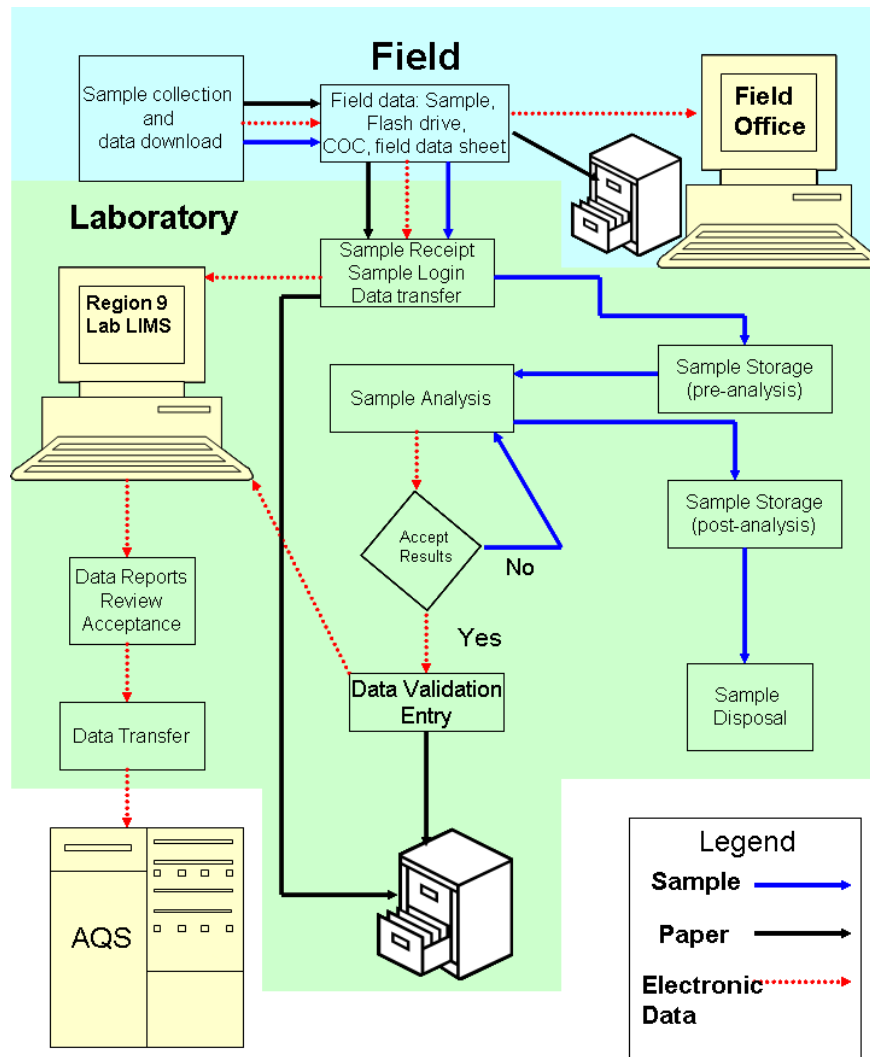 Field
Sample collection
and
data download
Field data: Sample,
Flash drive,
COC, field data sheet
Field
Office
Laboratory
Sample Receipt
Sample Login
Data transfer
Region 9
Lab LIMS
Sample Storage
(pre-analysis)
Sample Analysis
Sample Storage
(post-analysis)
Accept
Results
No
Data Reports
Review
Acceptance
Yes
Data Validation
Entry
Sample
Disposal
Data Transfer
AQS
Legend
Sample
Paper
Electronic
Data